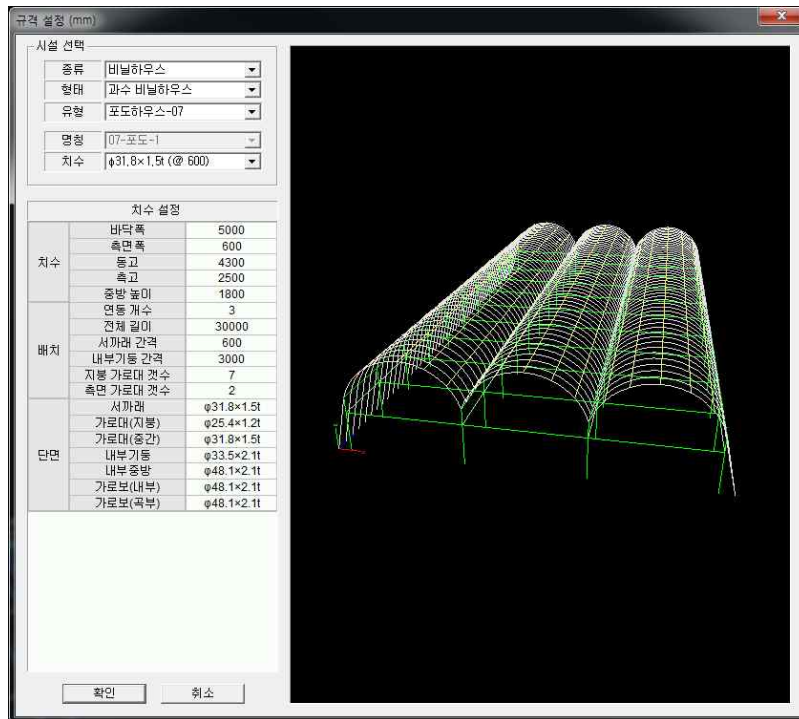 규격 설정 (mm)
시설 선택
종류 비닐하우스
형태 과수 비닐하우스
유형 포도하우스-07
명칭 07-포도-1
치수 φ31.8×1.5t (@ 600)
치수 설정
치수
바닥폭 5000
측면폭 600
동고 4300
측고 2500
중방 높이 1800
배치
연동 개수 3
전체 길이 30000
서까래 간격 600
내부기둥 간격 3000
지붕 가로대 갯수 7
측면 가로대 갯수 2
단면
서까래 φ31.8×1.5t
가로대(지붕) φ25.4×1.2t
가로대(중간) φ31.8×1.5t
내부기둥 φ33.5×2.1t
내부중방 φ48.1×2.1t
가로보(내부) φ48.1×2.1t
가로보(곡부) φ48.1×2.1t
확인 취소